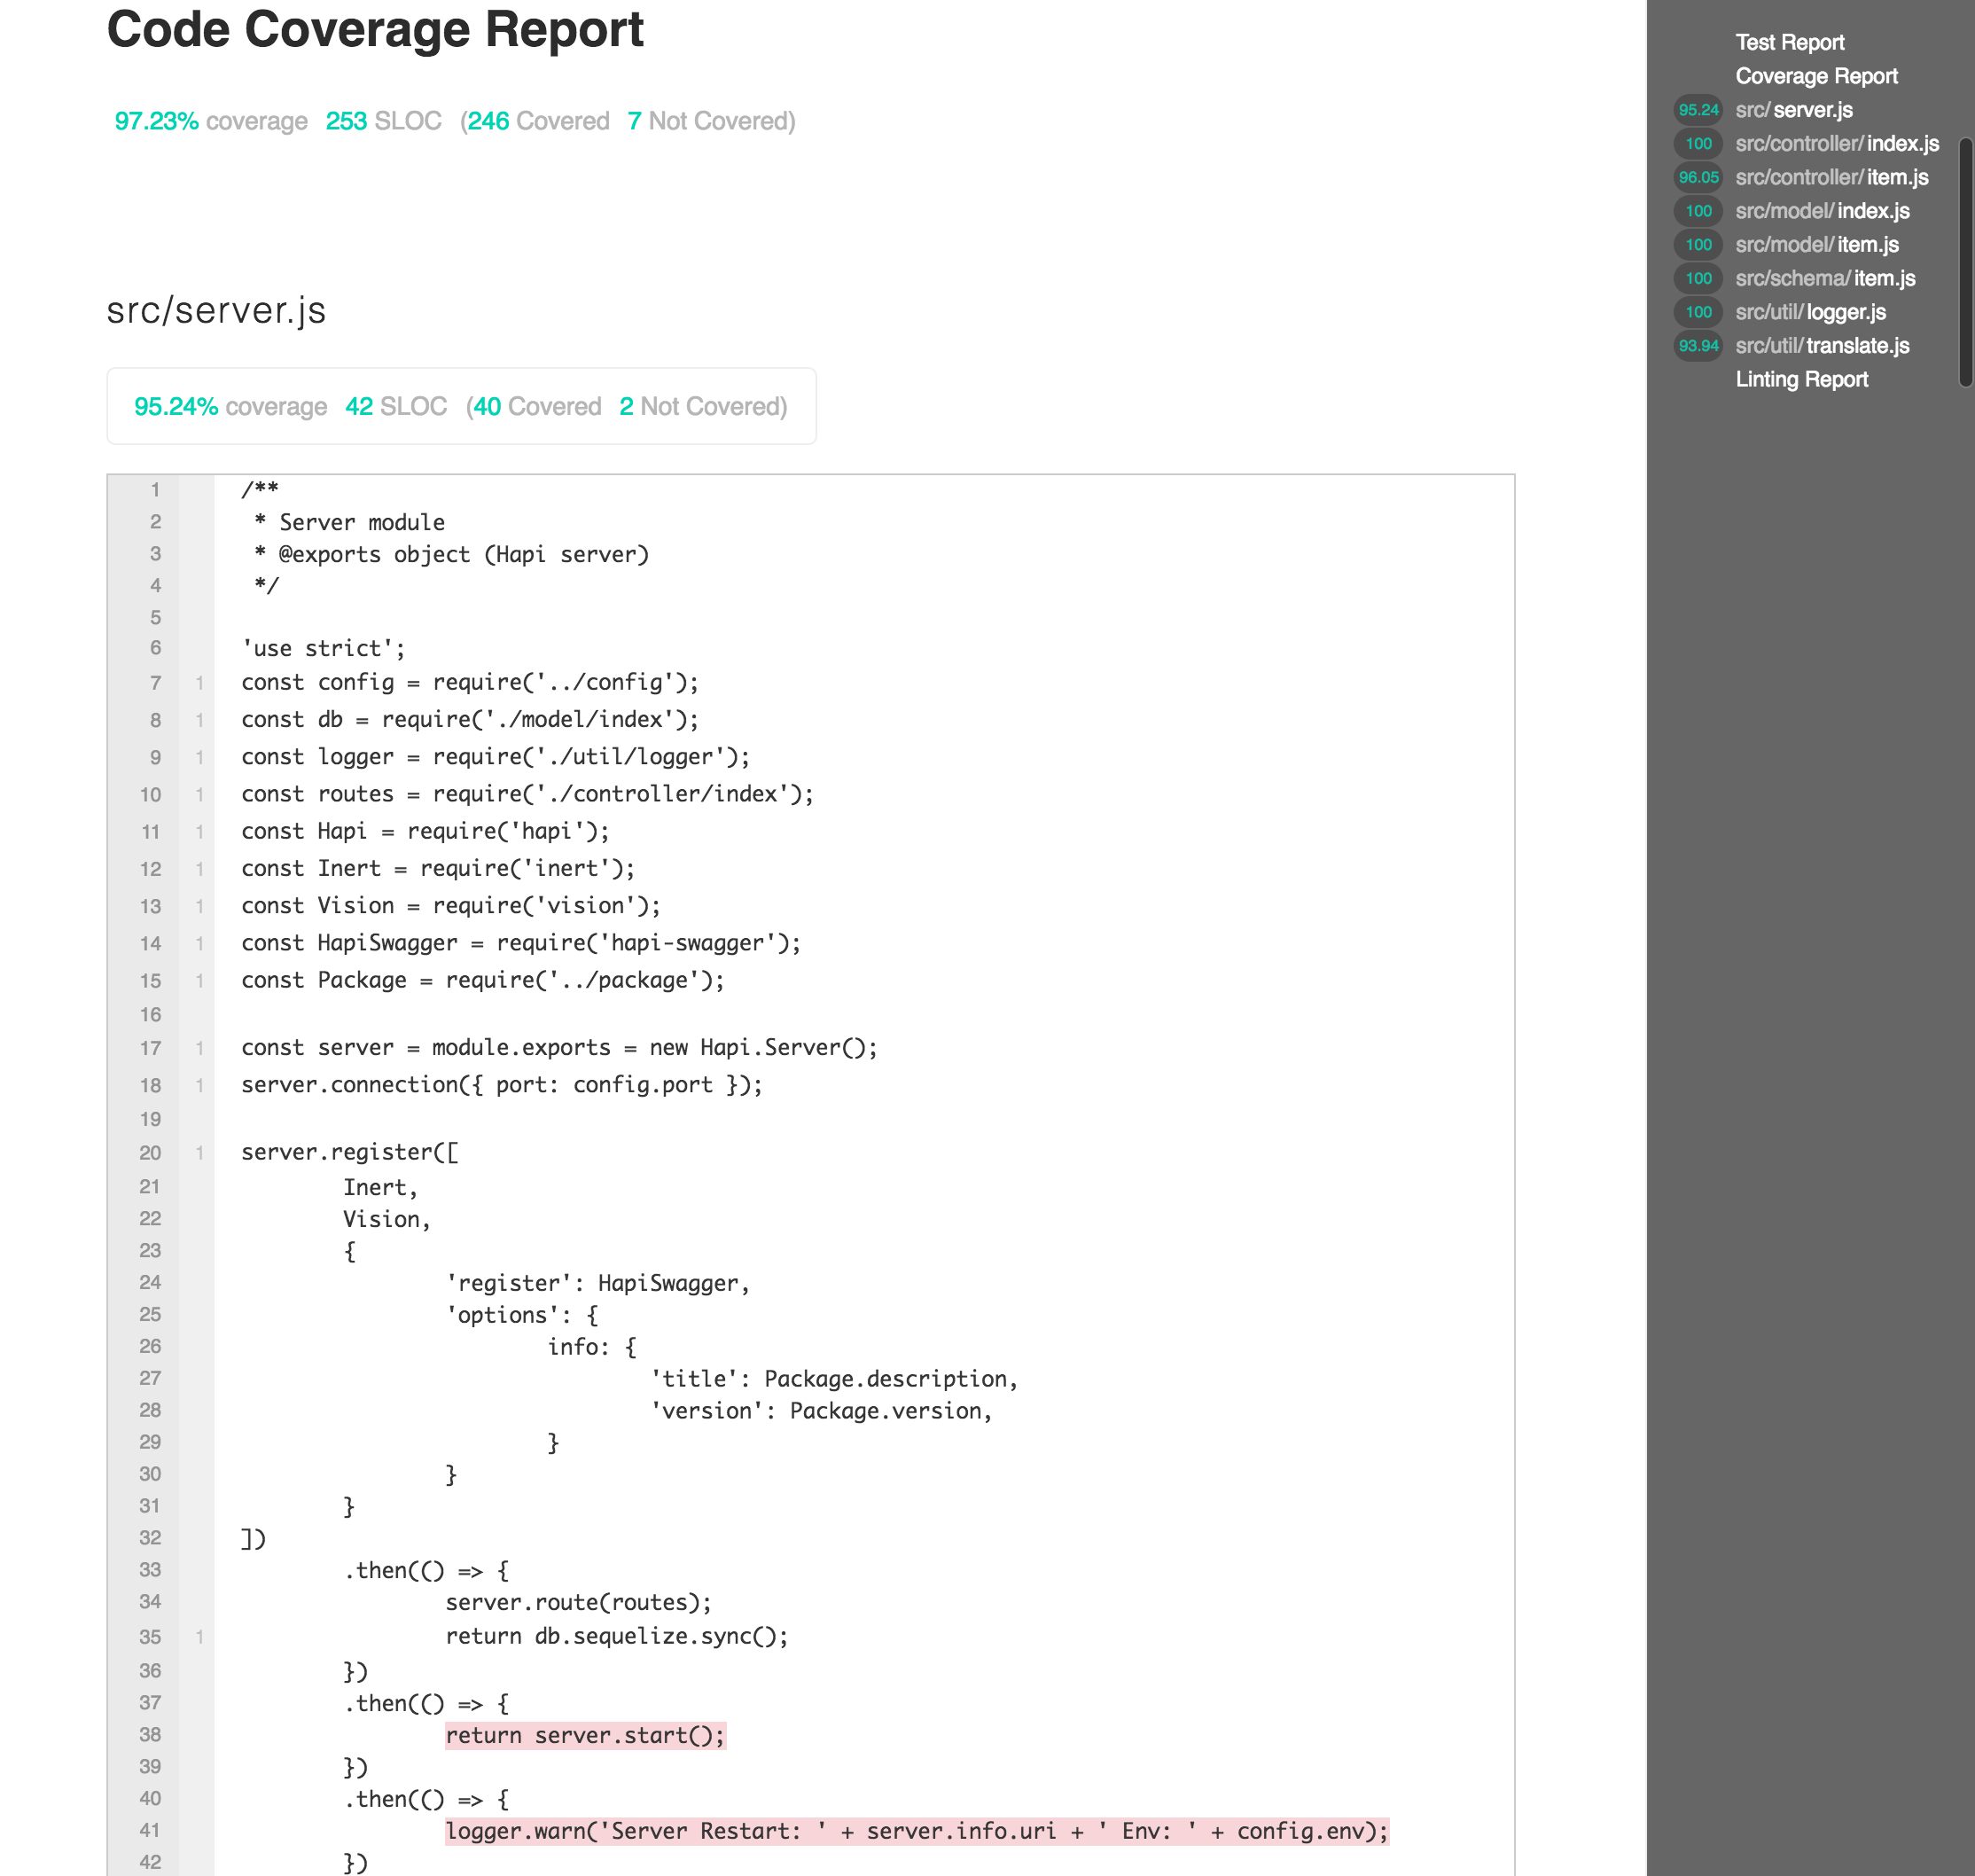 Code Coverage Report
97.23% coverage 253 SLOC (246 Covered 7 Not Covered)
src/server.js
95.24% coverage 42 SLOC (40 Covered 2 Not Covered)
1 /**
2  * Server module
3  * @exports object (Hapi server)
4  */
5
6 'use strict';
7 1 const config = require('../config');
8 1 const db = require('./model/index');
9 1 const logger = require('./util/logger');
10 1 const routes = require('./controller/index');
11 1 const Hapi = require('hapi');
12 1 const Inert = require('inert');
13 1 const Vision = require('vision');
14 1 const HapiSwagger = require('hapi-swagger');
15 1 const Package = require('../package');
16
17 1 const server = module.exports = new Hapi.Server();
18 1 server.connection({ port: config.port });
19
20 1 server.register([
21 Inert,
22 Vision,
23 {
24 'register': HapiSwagger,
25 'options': {
26 info: {
27 'title': Package.description,
28 'version': Package.version,
29 }
30 }
31 }
32 ])
33 .then(() => {
34 server.route(routes);
35 1 return db.sequelize.sync();
36 })
37 .then(() => {
38 return server.start();
39 })
40 .then(() => {
41 logger.warn('Server Restart: ' + server.info.uri + ' Env: ' + config.env);
42 })
Test Report
Coverage Report
95.24 src/server.js
100 src/controller/index.js
96.05 src/controller/item.js
100 src/model/index.js
100 src/model/item.js
100 src/schema/item.js
100 src/util/logger.js
93.94 src/util/translate.js
Linting Report